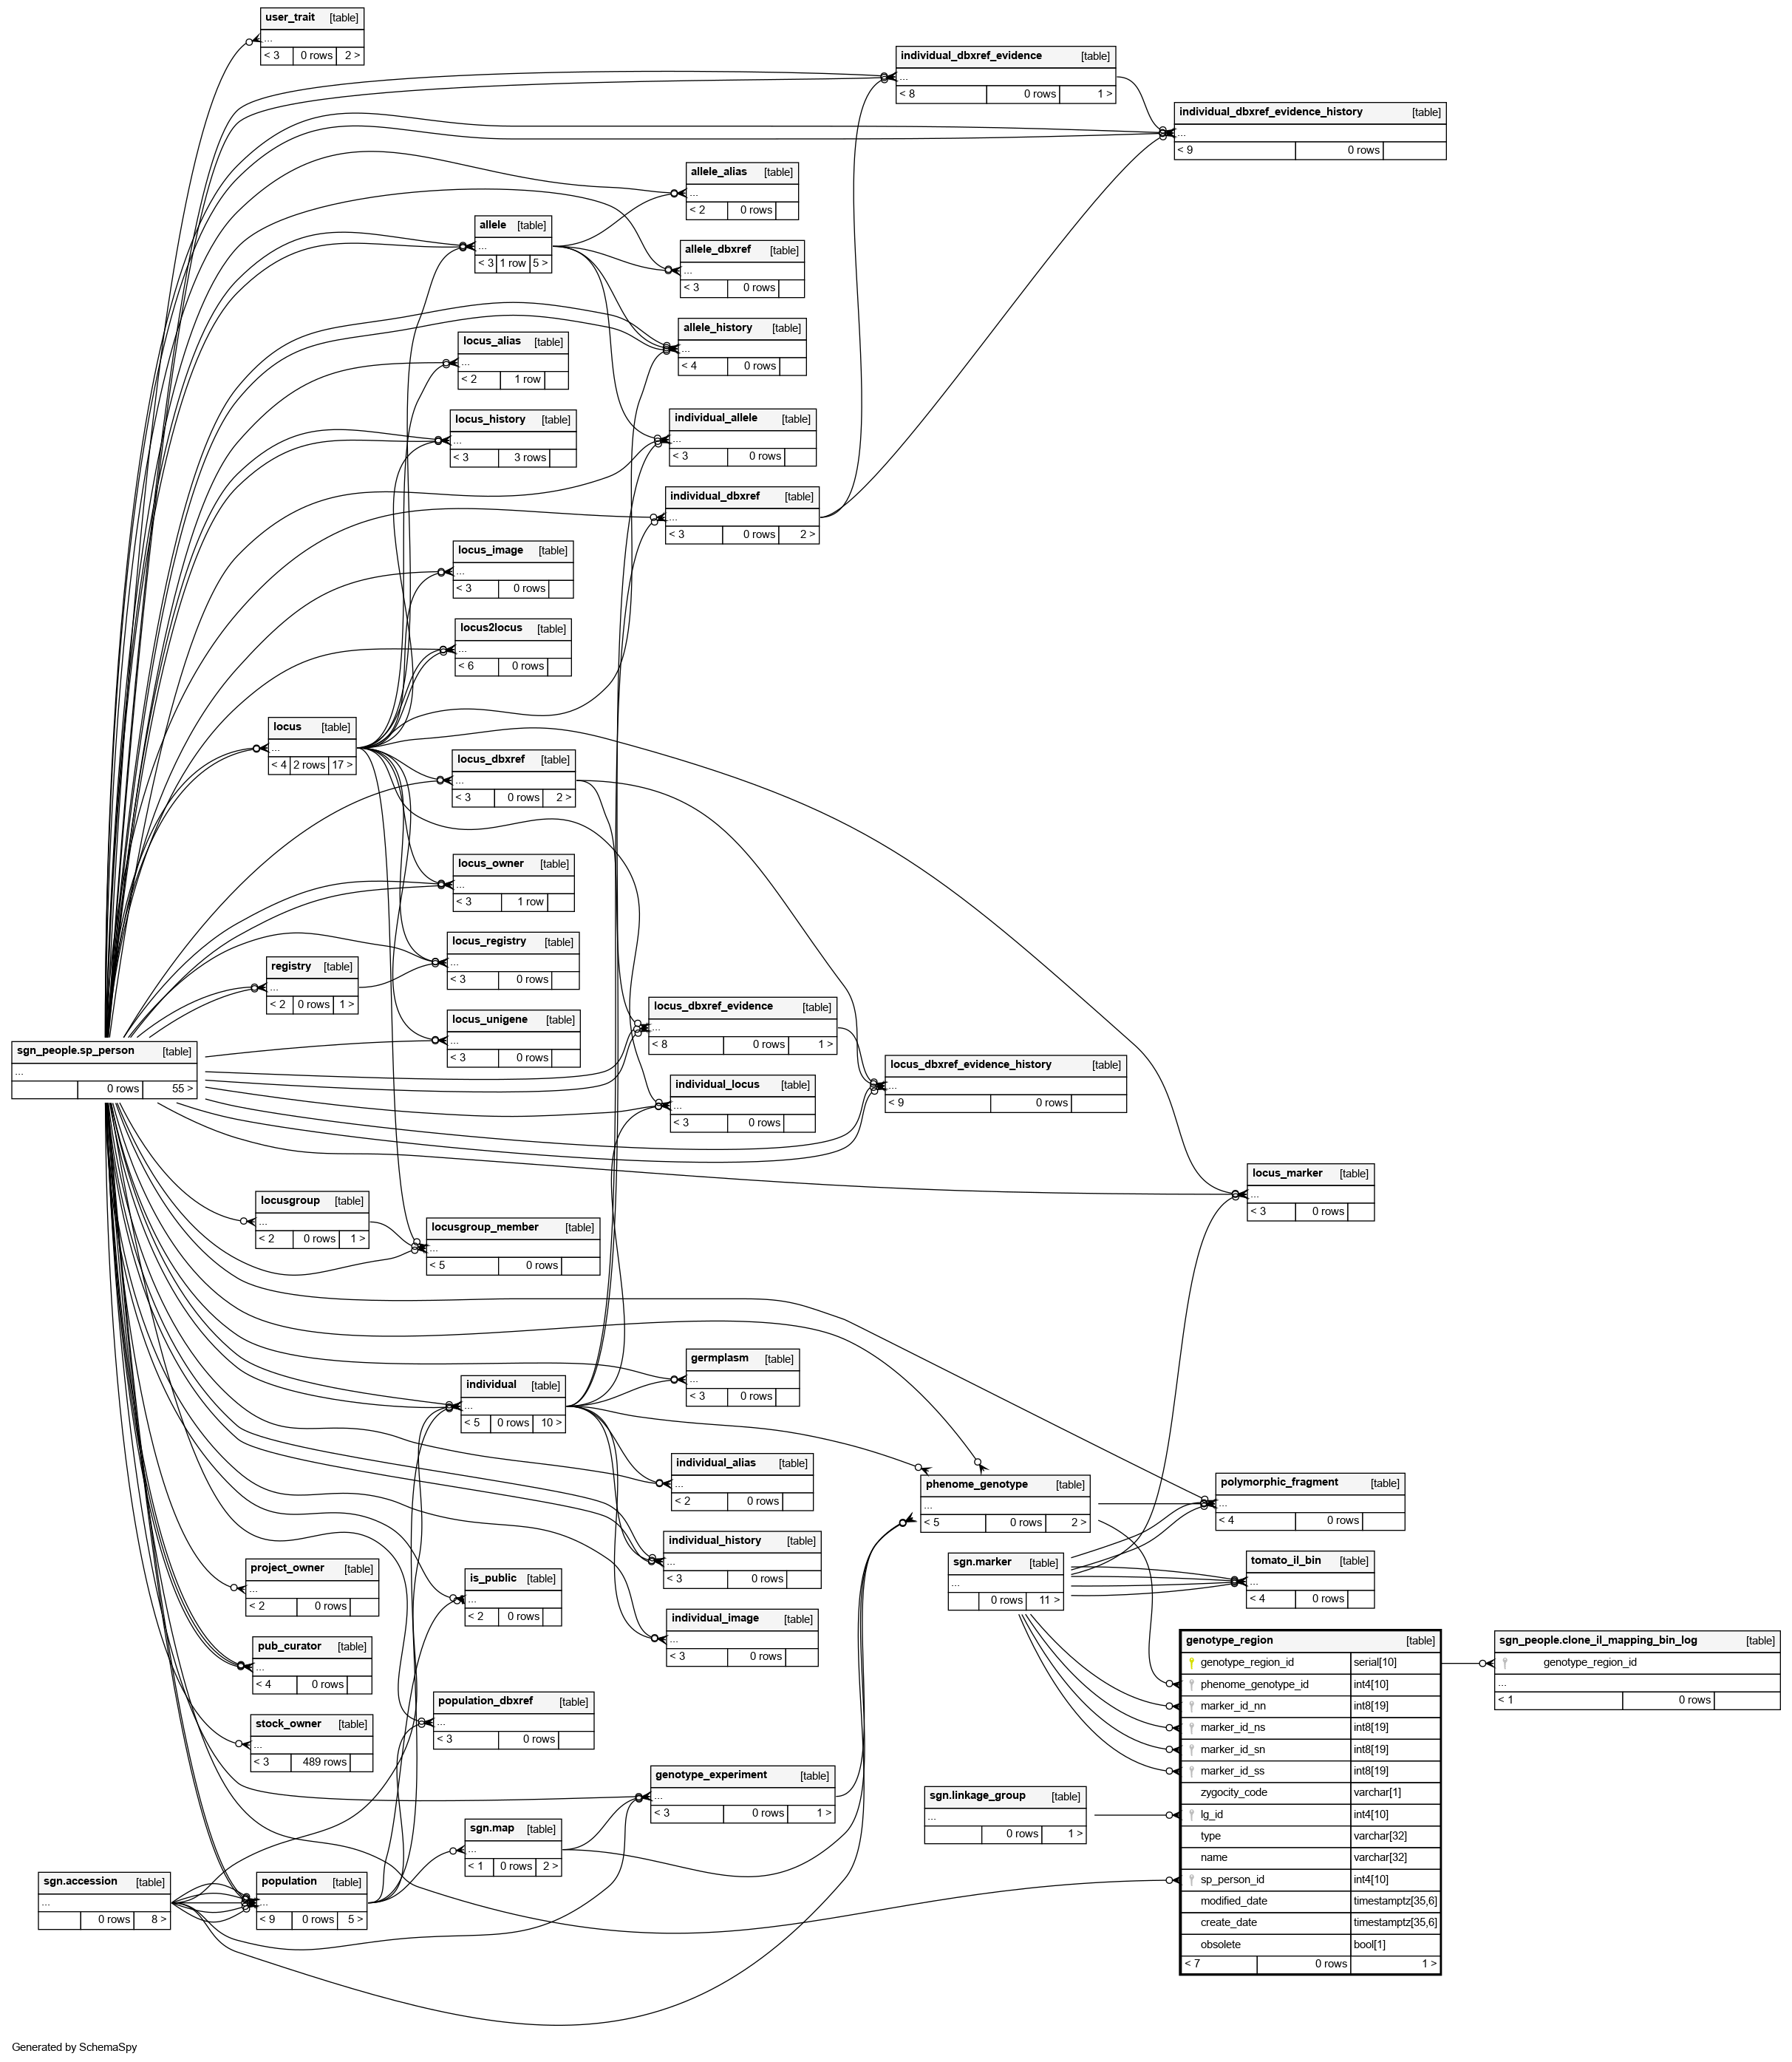 user_trait [table]
...
< 3 0 rows 2 >
individual_dbxref_evidence [table]
...
< 8 0 rows 1 >
individual_dbxref_evidence_history [table]
...
< 9 0 rows
allele_alias [table]
...
< 2 0 rows
allele [table]
...
< 3 1 row 5 >
allele_dbxref [table]
...
< 3 0 rows
allele_history [table]
...
< 4 0 rows
locus_alias [table]
...
< 2 1 row
locus_history [table]
...
< 3 3 rows
individual_allele [table]
...
< 3 0 rows
individual_dbxref [table]
...
< 3 0 rows 2 >
locus_image [table]
...
< 3 0 rows
locus2locus [table]
...
< 6 0 rows
locus [table]
...
< 4 2 rows 17 >
locus_dbxref [table]
...
< 3 0 rows 2 >
locus_owner [table]
...
< 3 1 row
locus_registry [table]
...
< 3 0 rows
registry [table]
...
< 2 0 rows 1 >
locus_unigene [table]
...
< 3 0 rows
sgn_people.sp_person [table]
...
0 rows 55 >
locus_dbxref_evidence [table]
...
< 8 0 rows 1 >
locus_dbxref_evidence_history [table]
...
< 9 0 rows
individual_locus [table]
...
< 3 0 rows
locus_marker [table]
...
< 3 0 rows
locusgroup [table]
...
< 2 0 rows 1 >
locusgroup_member [table]
...
< 5 0 rows
germplasm [table]
...
< 3 0 rows
individual [table]
...
< 5 0 rows 10 >
individual_alias [table]
...
< 2 0 rows
phenome_genotype [table]
...
< 5 0 rows 2 >
polymorphic_fragment [table]
...
< 4 0 rows
individual_history [table]
...
< 3 0 rows
sgn.marker [table]
...
0 rows 11 >
tomato_il_bin [table]
...
< 4 0 rows
project_owner [table]
...
< 2 0 rows
is_public [table]
...
< 2 0 rows
individual_image [table]
...
< 3 0 rows
pub_curator [table]
...
< 4 0 rows
population_dbxref [table]
...
< 3 0 rows
stock_owner [table]
...
< 3 489 rows
genotype_experiment [table]
...
< 3 0 rows 1 >
sgn.map [table]
...
< 1 0 rows 2 >
sgn.accession [table]
...
0 rows 8 >
population [table]
...
< 9 0 rows 5 >
sgn.linkage_group [table]
...
0 rows 1 >
genotype_region [table]
genotype_region_id serial[10]
phenome_genotype_id int4[10]
marker_id_nn int8[19]
marker_id_ns int8[19]
marker_id_sn int8[19]
marker_id_ss int8[19]
zygocity_code varchar[1]
lg_id int4[10]
type varchar[32]
name varchar[32]
sp_person_id int4[10]
modified_date timestamptz[35,6]
create_date timestamptz[35,6]
obsolete bool[1]
< 7 0 rows 1 >
sgn_people.clone_il_mapping_bin_log [table]
genotype_region_id
...
< 1 0 rows
Generated by SchemaSpy